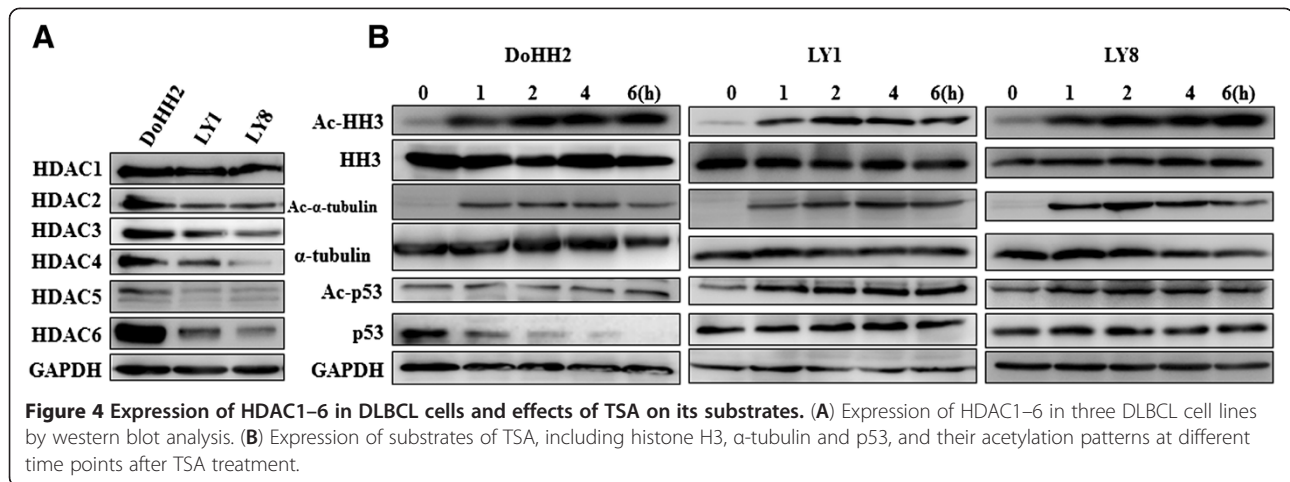 A
B
DoHH2
LY1
LY8
DoHH2 LY1 LY8
0 1 2 4 6(h) 0 1 2 4 6(h) 0 1 2 4 6(h)
HDAC1
HDAC2
HDAC3
HDAC4
HDAC5
HDAC6
GAPDH
Ac-HH3
HH3
Ac-α-tubulin
α-tubulin
Ac-p53
p53
GAPDH
Figure 4 Expression of HDAC1–6 in DLBCL cells and effects of TSA on its substrates. (A) Expression of HDAC1–6 in three DLBCL cell lines
by western blot analysis. (B) Expression of substrates of TSA, including histone H3, α-tubulin and p53, and their acetylation patterns at different
time points after TSA treatment.